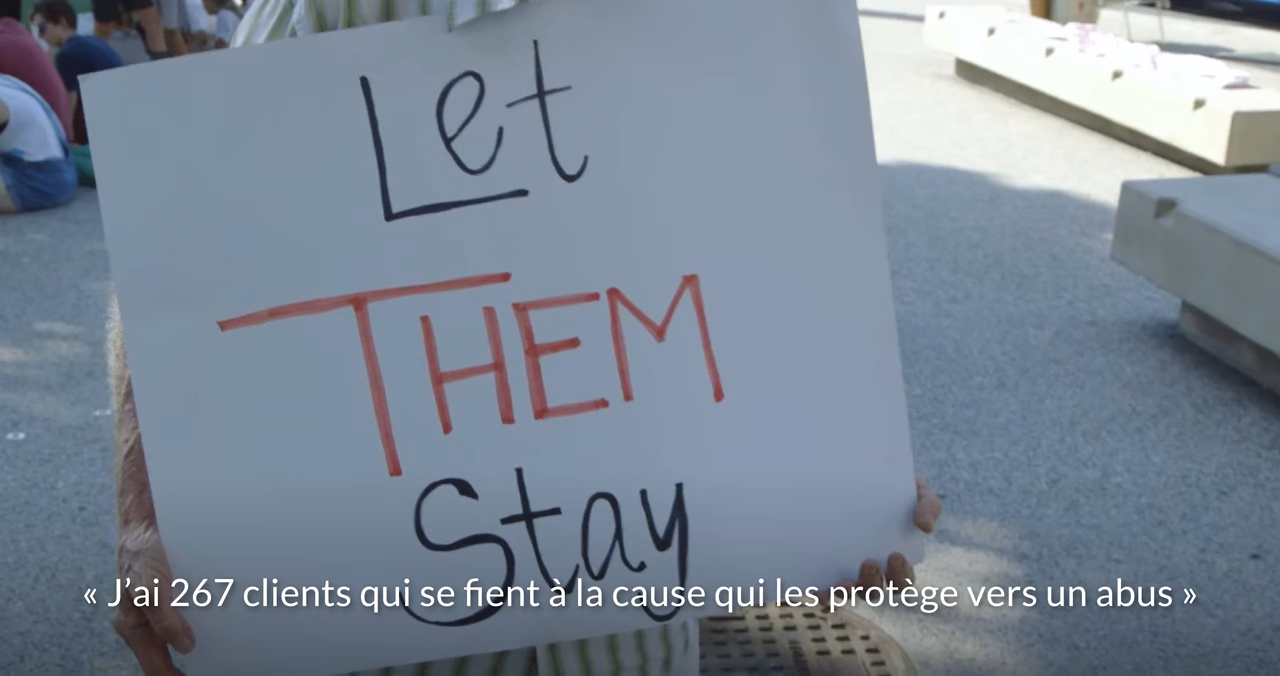 Let
THEM
Stay
« J'ai 267 clients qui se fient à la cause qui les protège vers un abus »